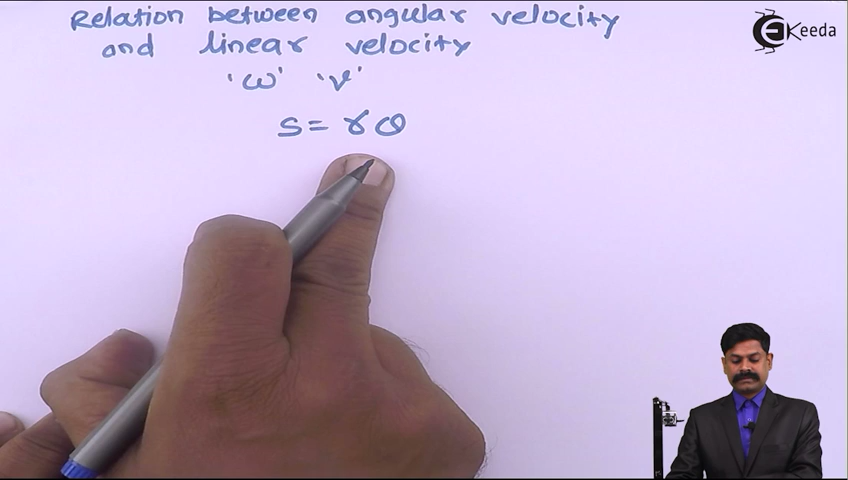 Relation between angular velocity
and linear velocity
'ω' 'v'
s = rθ
EKeeda